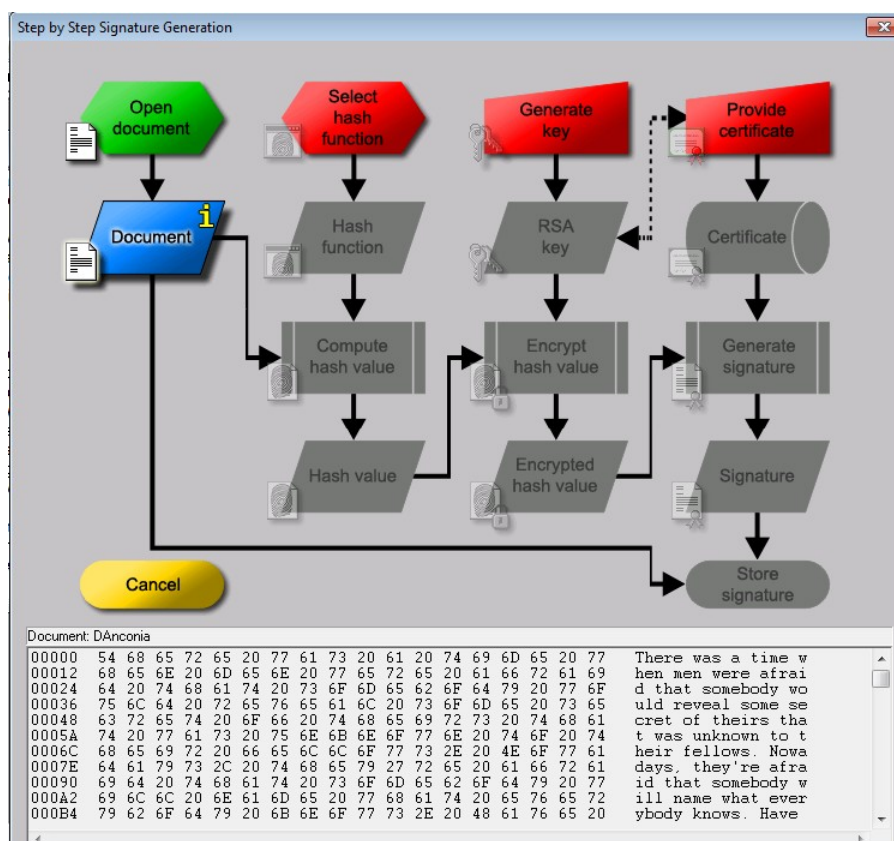 Step by Step Signature Generation
Open
document
Select
hash
function
Generate
key
Provide
certificate
Document
i
Hash
function
RSA
key
Certificate
Compute
hash value
Encrypt
hash value
Generate
signature
Hash value
Encrypted
hash value
Signature
Cancel
Store
signature
Document: DAnconia
00000 54 68 65 72 65 20 77 61 73 20 61 20 74 69 6D 65 20 77 There was a time w
00012 68 65 6E 20 6D 65 6E 20 77 65 72 65 20 61 66 72 61 69 hen men were afrai
00024 64 20 74 68 61 74 20 73 6F 6D 65 62 6F 64 79 20 77 6F d that somebody wo
00036 75 6C 64 20 72 65 76 65 61 6C 20 73 6F 6D 65 20 73 65 uld reveal some se
00048 63 72 65 74 20 6F 66 20 74 68 65 69 72 73 20 74 68 61 cret of theirs tha
0005A 74 20 77 61 73 20 75 6E 6B 6E 6F 77 6E 20 74 6F 20 74 t was unknown to t
0006C 68 65 69 72 20 66 65 6C 6C 6F 77 73 2E 20 4E 6F 77 61 heir fellows. Nowa
0007E 64 61 79 73 2C 20 74 68 65 79 27 72 65 20 61 66 72 61 days, they're afra
00090 69 64 20 74 68 61 74 20 73 6F 6D 65 62 6F 64 79 20 77 id that somebody w
000A2 69 6C 6C 20 6E 61 6D 65 20 77 68 61 74 20 65 76 65 72 ill name what ever
000B4 79 62 6F 64 79 20 6B 6E 6F 77 73 2E 20 48 61 76 65 20 ybody knows. Have